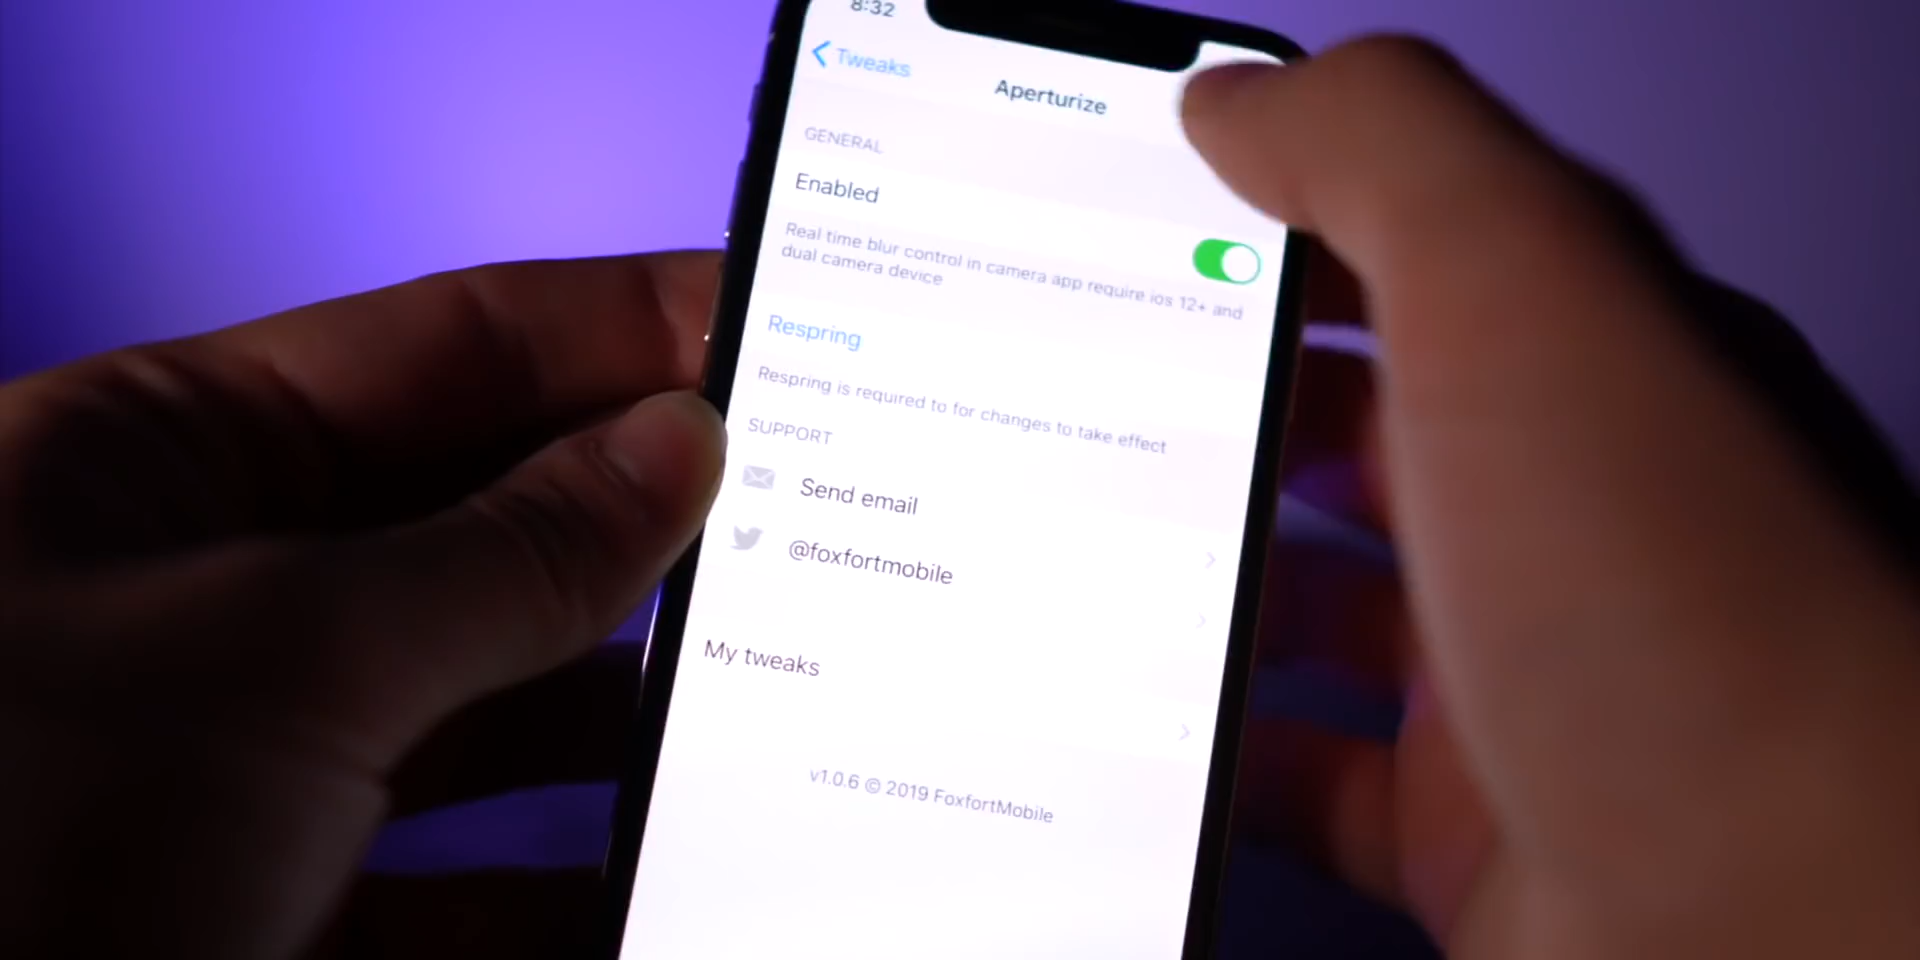 8:32
Tweaks
Aperturize
GENERAL
Enabled
Real time blur control in camera app require ios 12+ and
dual camera device
Respring
Respring is required to for changes to take effect
SUPPORT
Send email
@foxfortmobile
My tweaks
v1.0.6 © 2019 FoxfortMobile